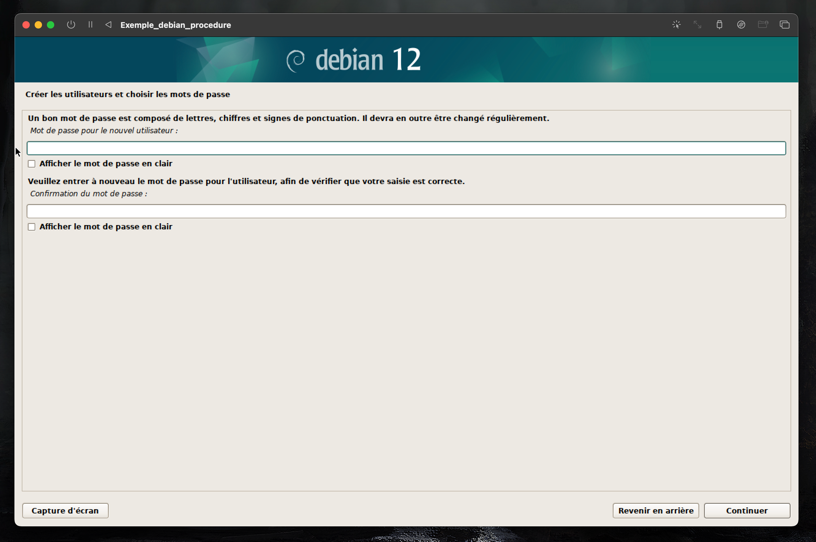 Exemple_debian_procedure
debian 12
Créer les utilisateurs et choisir les mots de passe
Un bon mot de passe est composé de lettres, chiffres et signes de ponctuation. Il devra en outre être changé régulièrement.
Mot de passe pour le nouvel utilisateur :
Afficher le mot de passe en clair
Veuillez entrer à nouveau le mot de passe pour l'utilisateur, afin de vérifier que votre saisie est correcte.
Confirmation du mot de passe :
Afficher le mot de passe en clair
Capture d'écran
Revenir en arrière
Continuer